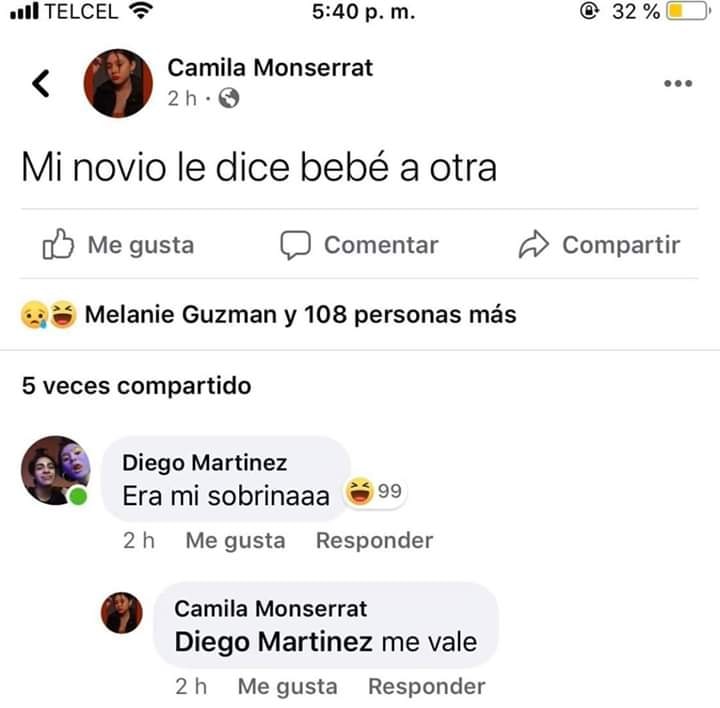 TELCEL 5:40 p. m. 32 %
Camila Monserrat
2 h ·
Mi novio le dice bebé a otra
Me gusta Comentar Compartir
Melanie Guzman y 108 personas más
5 veces compartido
Diego Martinez
Era mi sobrinaaa 99
2 h Me gusta Responder
Camila Monserrat
Diego Martinez me vale
2 h Me gusta Responder